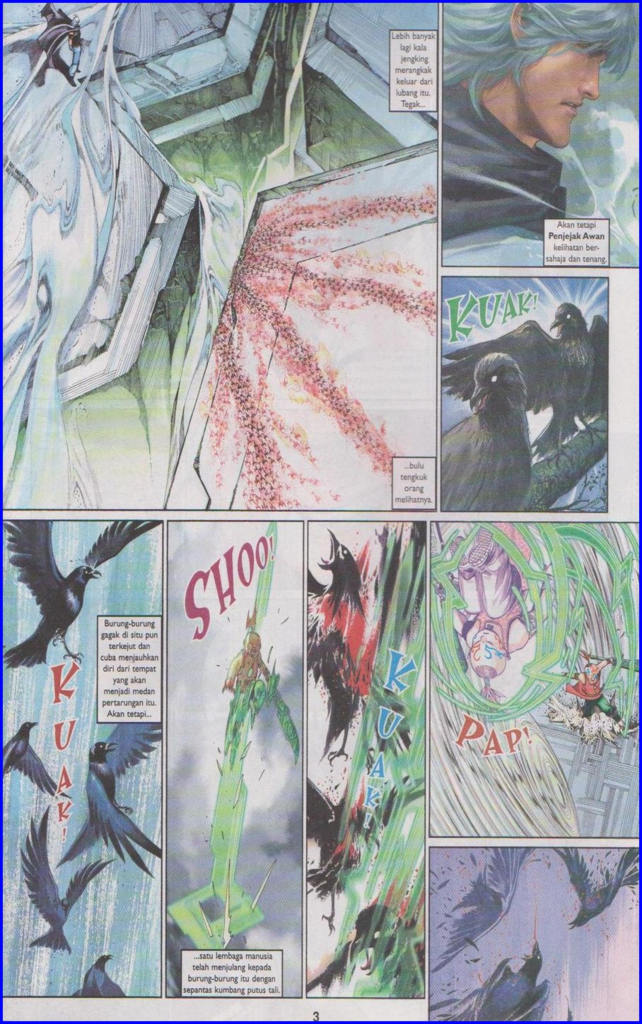 Lebih banyak
lagi kala
jengking
merangkak
keluar dari
lubang itu.
Tegak...
...bulu
tengkuk
orang
melihatnya.
Akan tetapi
Penjejak Awan
kelihatan ber-
sahaja dan tenang.
KUAK!
Burung-burung
gagak di situ pun
terkejut dan
cuba menjauhkan
diri dari tempat
yang akan
menjadi medan
pertarungan itu.
Akan tetapi...
KUAK!
SHOO!
...satu lembaga manusia
telah menjulang kepada
burung-burung itu dengan
sepantas kumbang putus tali.
KUAK!
PAP!
3